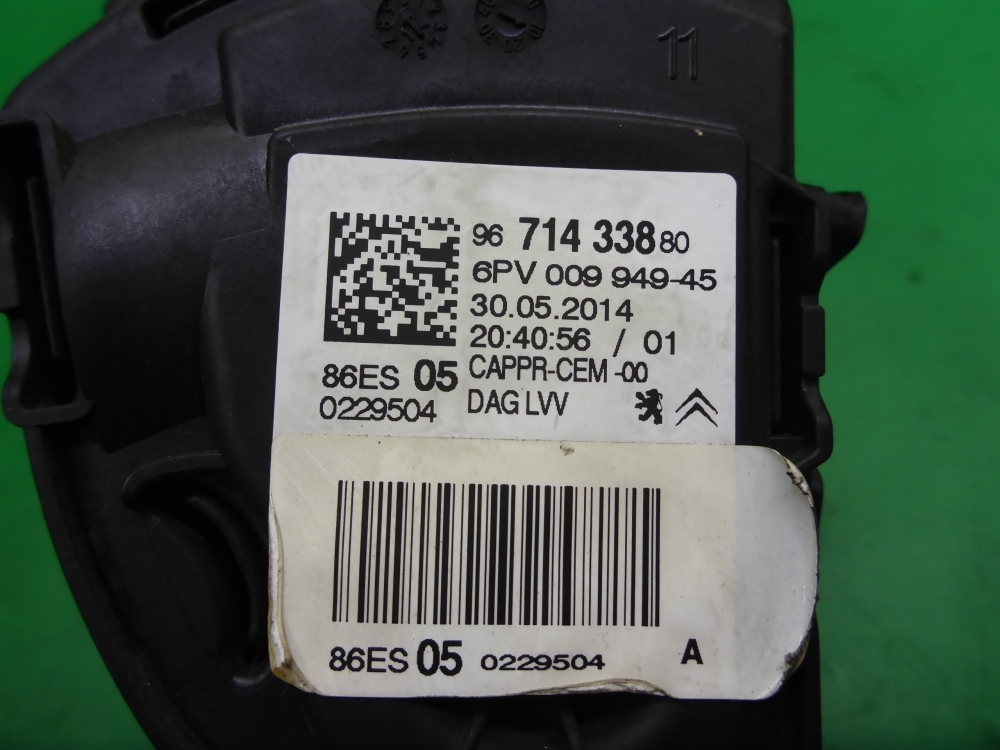 11
96 714 338 80
6PV 009 949-45
30.05.2014
20:40:56 / 01
CAPPR-CEM -00
86ES 05
DAG LVV
0229504
86ES 05 0229504 A